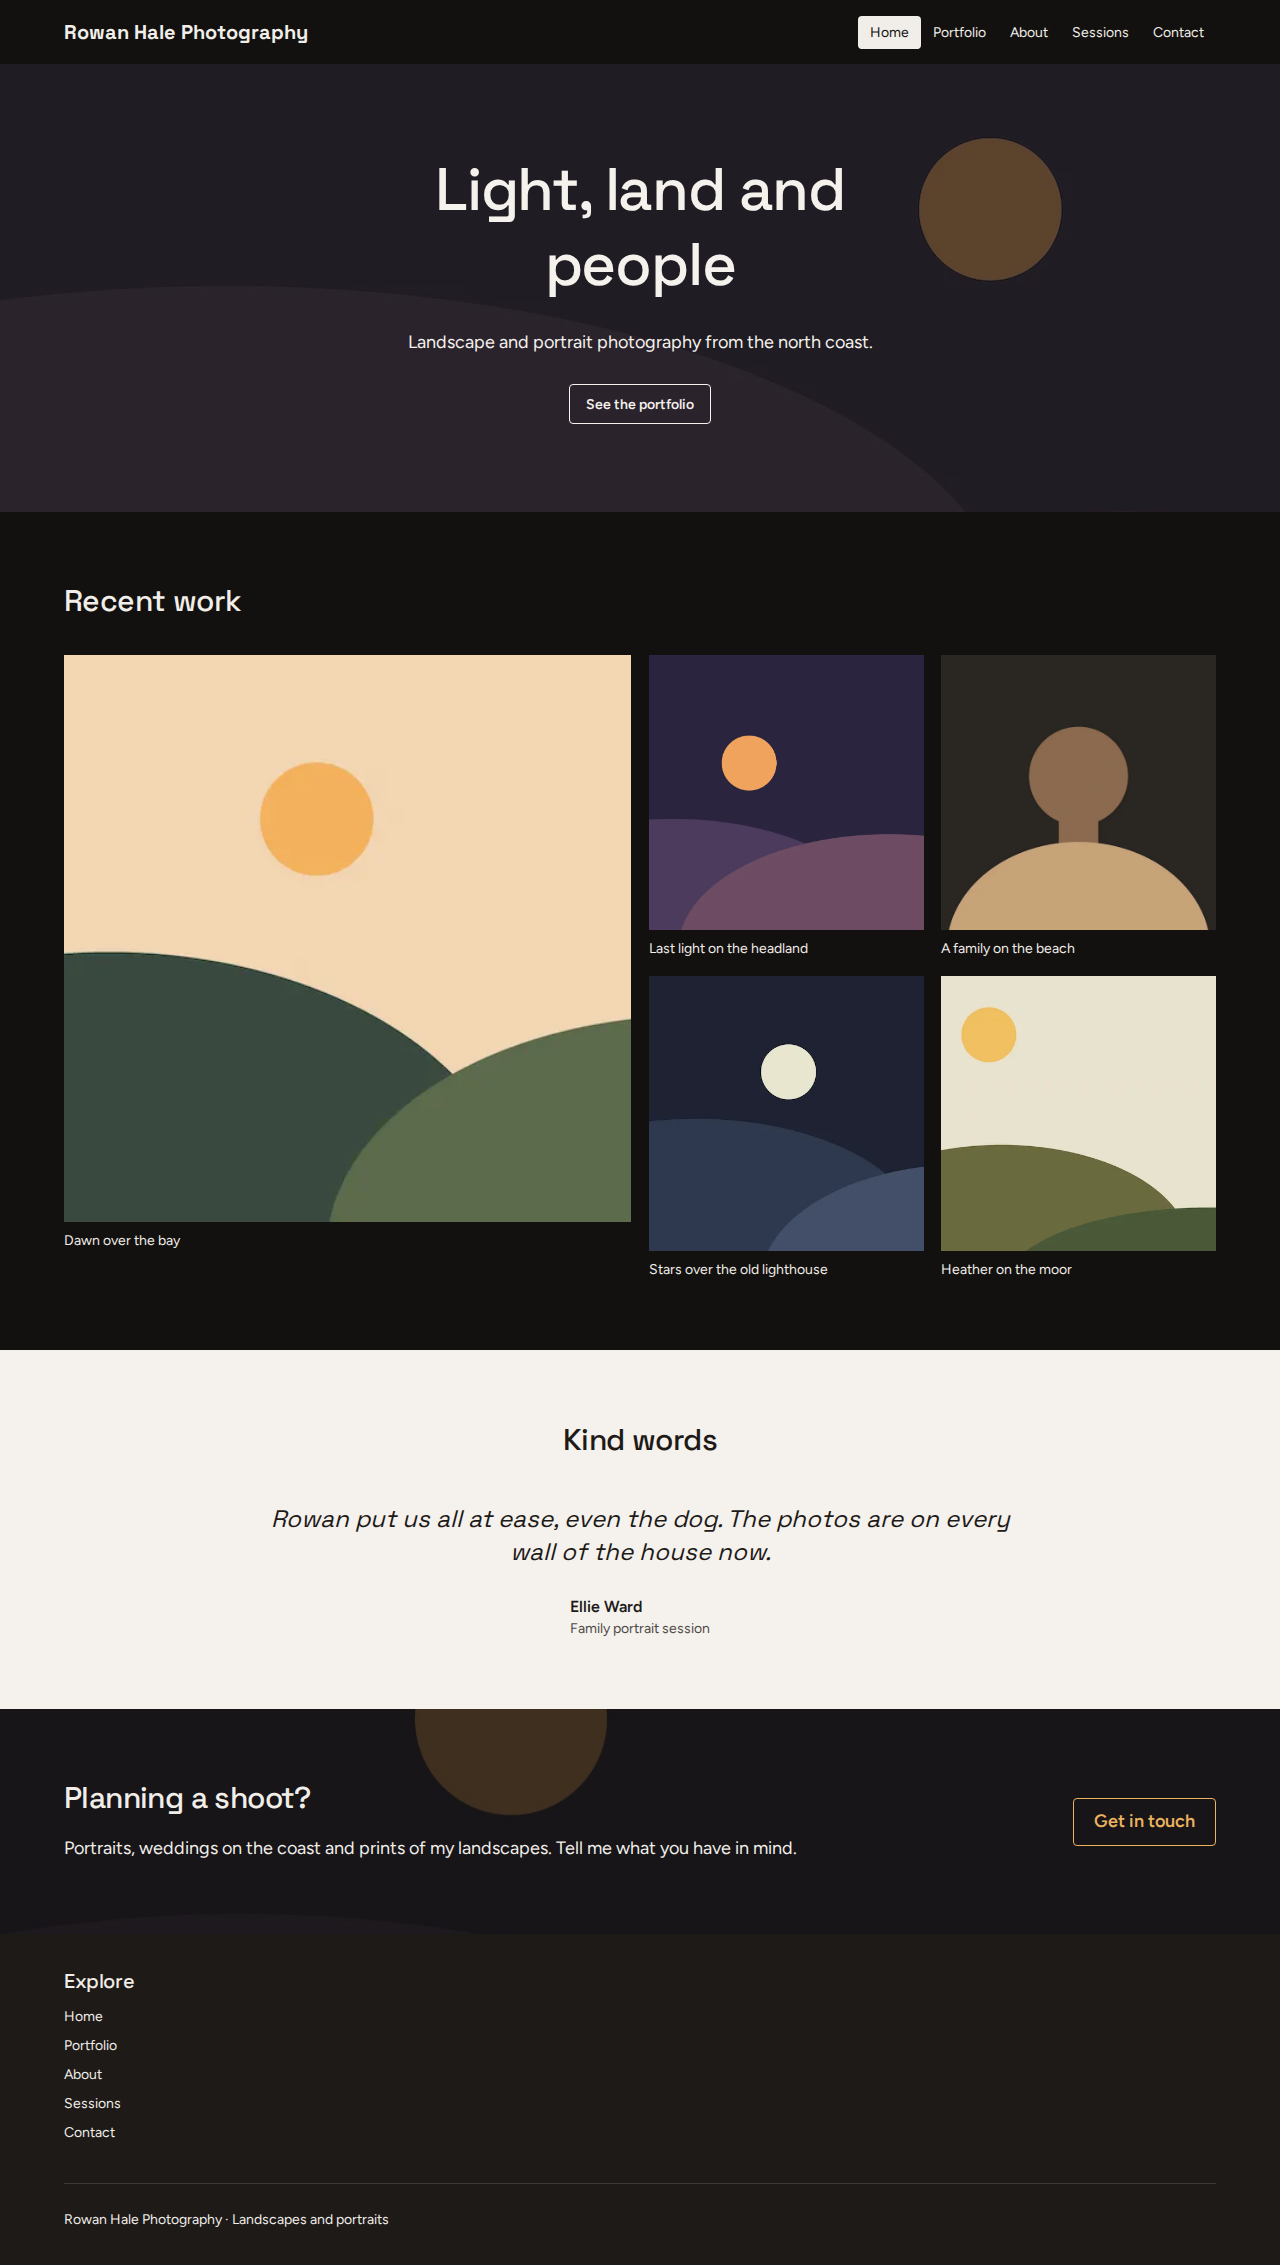 Rowan Hale Photography
Home Portfolio About Sessions Contact
Light, land and
people
Landscape and portrait photography from the north coast.
See the portfolio
Recent work
Last light on the headland
A family on the beach
Dawn over the bay
Stars over the old lighthouse
Heather on the moor
Kind words
Rowan put us all at ease, even the dog. The photos are on every
wall of the house now.
Ellie Ward
Family portrait session
Planning a shoot?
Portraits, weddings on the coast and prints of my landscapes. Tell me what you have in mind.
Get in touch
Explore
Home
Portfolio
About
Sessions
Contact
Rowan Hale Photography · Landscapes and portraits